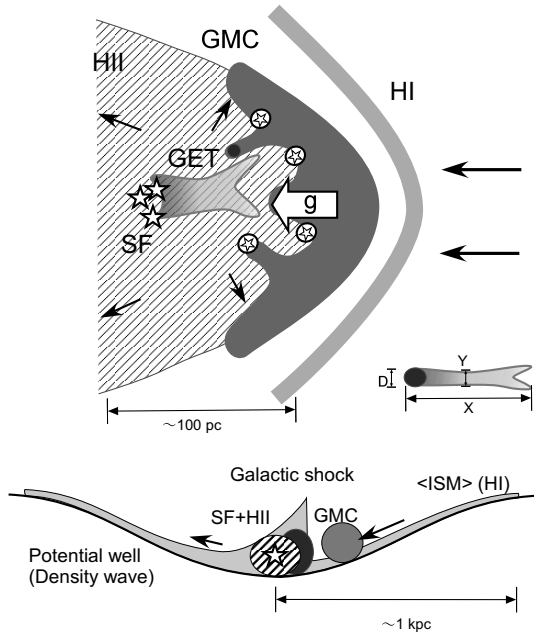 GMC
HII
HI
GET
g
SF
D
Y
X
~100 pc
Galactic shock
<ISM> (HI)
SF+HII
GMC
Potential well
(Density wave)
~1 kpc